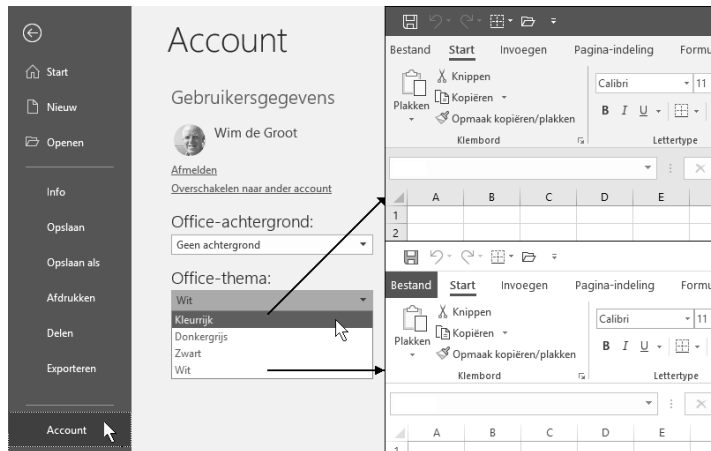 Start
Nieuw
Openen
Info
Opslaan
Opslaan als
Afdrukken
Delen
Exporteren
Account
Account
Gebruikersgegevens
Wim de Groot
Afmelden
Overschakelen naar ander account
Office-achtergrond:
Geen achtergrond
Office-thema:
Wit
Kleurrijk
Donkergrijs
Zwart
Wit
Bestand Start Invoegen Pagina-indeling Formu
Knippen
Kopiëren
Opmaak kopiëren/plakken
Plakken
Klembord
Calibri 11
B I U
Lettertype
A B C D E
1
2
Bestand Start Invoegen Pagina-indeling Formu
Knippen
Kopiëren
Opmaak kopiëren/plakken
Plakken
Klembord
Calibri 11
B I U
Lettertype
A B C D E
1